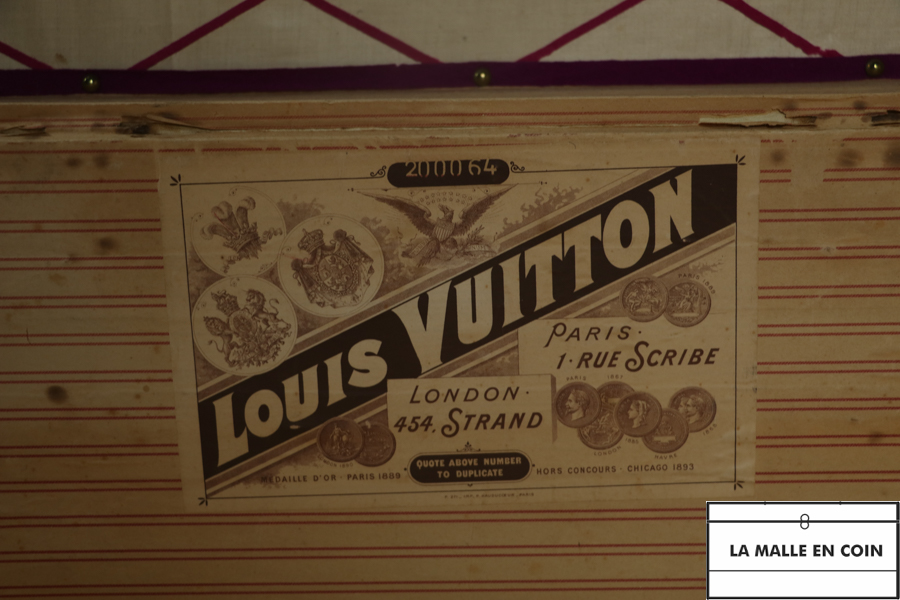 200064
LOUIS VUITTON
PARIS·
1·RUE SCRIBE
LONDON·
454, STRAND
QUOTE ABOVE NUMBER
TO DUPLICATE
MEDAILLE D'OR · PARIS 1889
HORS CONCOURS · CHICAGO 1893
LA MALLE EN COIN